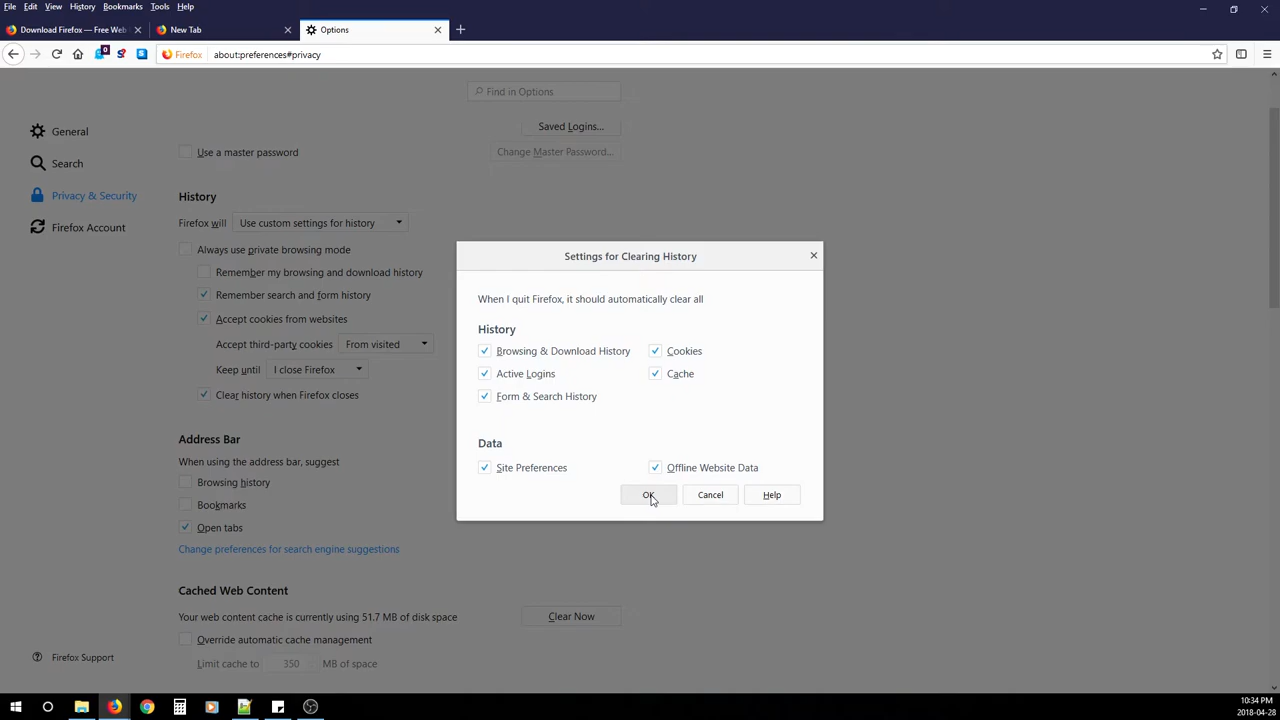 File Edit View History Bookmarks Tools Help
Download Firefox — Free Web
New Tab
Options
0
Firefox about:preferences#privacy
Find in Options
Saved Logins...
General
Use a master password
Change Master Password...
Search
Privacy & Security
History
Firefox will Use custom settings for history
Firefox Account
Always use private browsing mode
Remember my browsing and download history
Remember search and form history
Accept cookies from websites
Accept third-party cookies From visited
Keep until I close Firefox
Clear history when Firefox closes
Settings for Clearing History
When I quit Firefox, it should automatically clear all
History
Browsing & Download History Cookies
Active Logins Cache
Form & Search History
Data
Site Preferences Offline Website Data
OK Cancel Help
Address Bar
When using the address bar, suggest
Browsing history
Bookmarks
Open tabs
Change preferences for search engine suggestions
Cached Web Content
Your web content cache is currently using 51.7 MB of disk space Clear Now
Override automatic cache management
Limit cache to 350 MB of space
Firefox Support
10:34 PM
2018-04-28